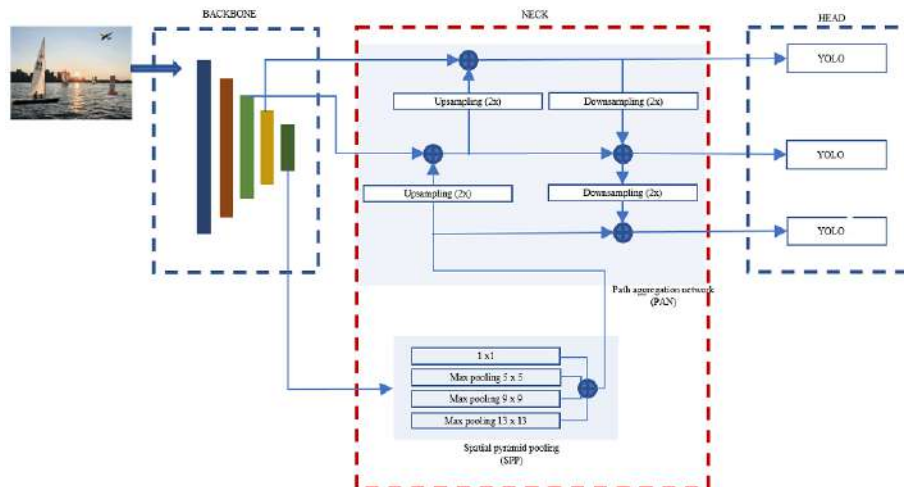 BACKBONE
NECK
HEAD
YOLO
Upsampling (2x)
Downsampling (2x)
YOLO
Upsampling (2x)
Downsampling (2x)
YOLO
Path aggregation network
(PAN)
1 x1
Max pooling 5 x 5
Max pooling 9 x 9
Max pooling 13 x 13
Spatial pyramid pooling
(SPP)